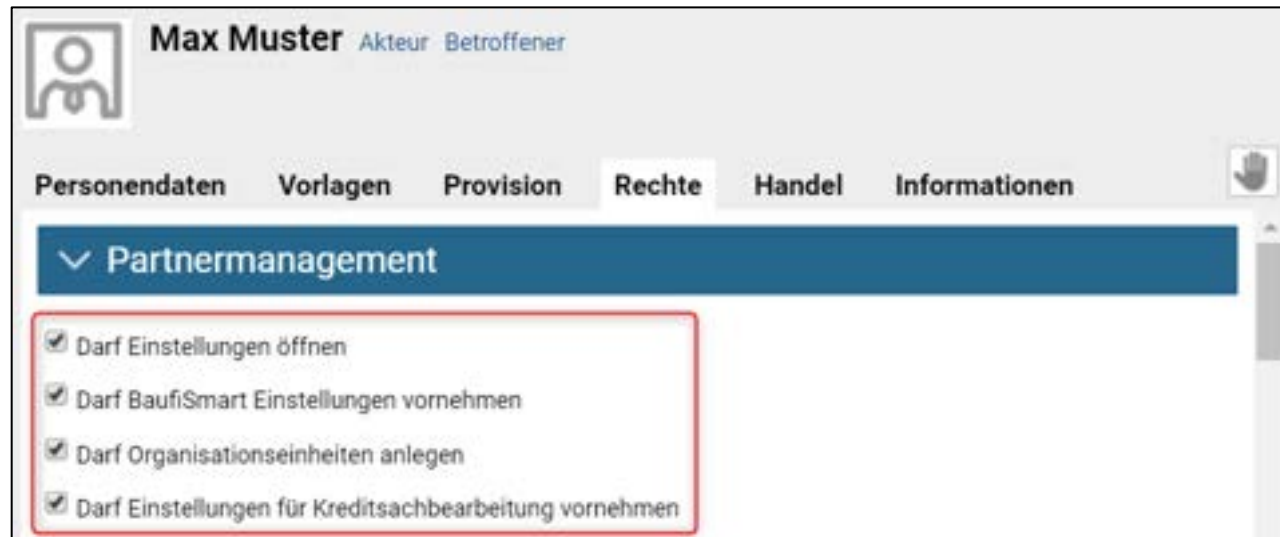 Max Muster Akteur Betroffener
Personendaten Vorlagen Provision Rechte Handel Informationen
Partnermanagement
Darf Einstellungen öffnen
Darf BaufiSmart Einstellungen vornehmen
Darf Organisationseinheiten anlegen
Darf Einstellungen für Kreditsachbearbeitung vornehmen